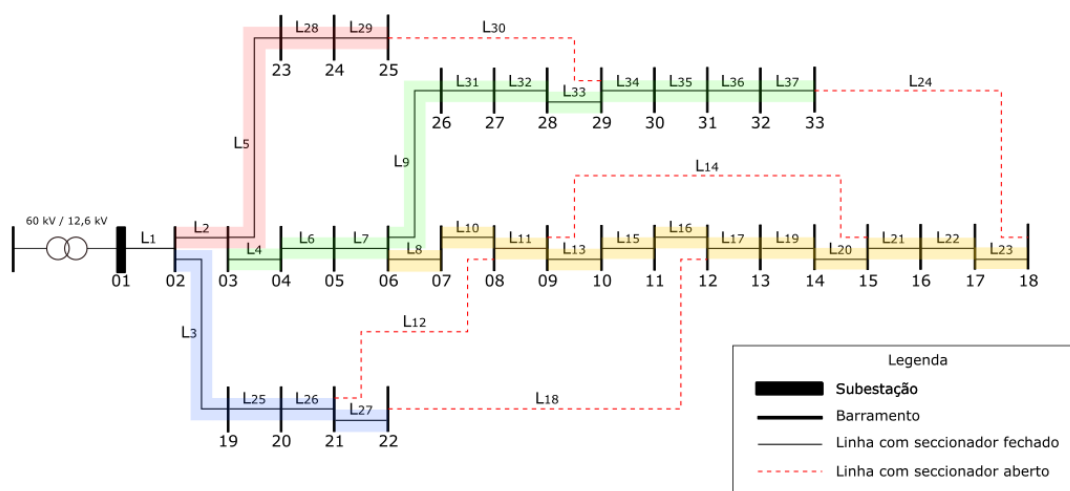 L28 L29 L30
23 24 25
L31 L32 L33 L34 L35 L36 L37 L24
26 27 28 29 30 31 32 33
L5
L9
L14
60 kV / 12,6 kV
L1 L2 L4 L6 L7 L8 L10 L11 L13 L15 L16 L17 L19 L20 L21 L22 L23
01 02 03 04 05 06 07 08 09 10 11 12 13 14 15 16 17 18
L3
L12
L25 L26 L27 L18
19 20 21 22
Legenda
Subestação
Barramento
Linha com seccionador fechado
Linha com seccionador aberto